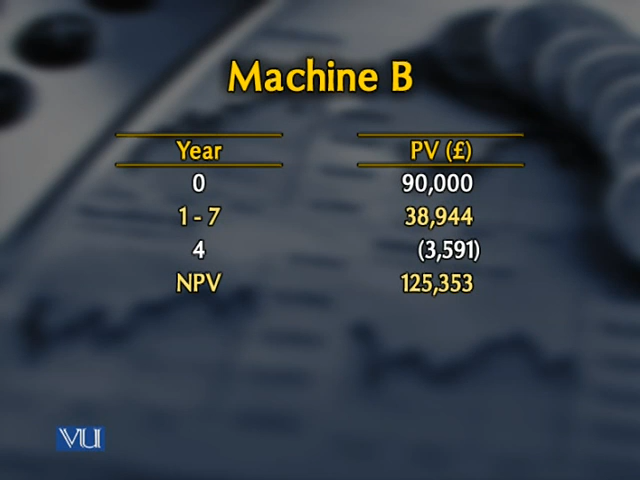 Machine B
Year PV (£)
0 90,000
1 - 7 38,944
4 (3,591)
NPV 125,353
VU